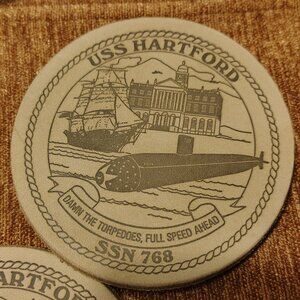 USS HARTFORD
DAMN THE TORPEDOES, FULL SPEED AHEAD
SSN 768
HARTFORD